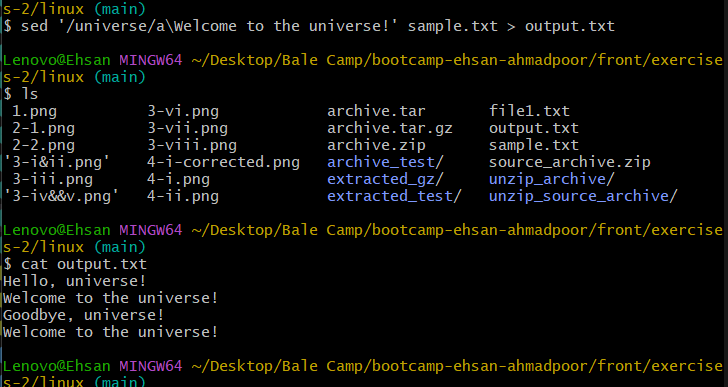 s-2/linux (main)
$ sed '/universe/a\Welcome to the universe!' sample.txt > output.txt
Lenovo@Ehsan MINGW64 ~/Desktop/Bale Camp/bootcamp-ehsan-ahmadpoor/front/exercise
s-2/linux (main)
$ ls
1.png 3-vi.png archive.tar file1.txt
2-1.png 3-vii.png archive.tar.gz output.txt
2-2.png 3-viii.png archive.zip sample.txt
'3-i&ii.png' 4-i-corrected.png archive_test/ source_archive.zip
3-iii.png 4-i.png extracted_gz/ unzip_archive/
'3-iv&&v.png' 4-ii.png extracted_test/ unzip_source_archive/
Lenovo@Ehsan MINGW64 ~/Desktop/Bale Camp/bootcamp-ehsan-ahmadpoor/front/exercise
s-2/linux (main)
$ cat output.txt
Hello, universe!
Welcome to the universe!
Goodbye, universe!
Welcome to the universe!
Lenovo@Ehsan MINGW64 ~/Desktop/Bale Camp/bootcamp-ehsan-ahmadpoor/front/exercise
s-2/linux (main)